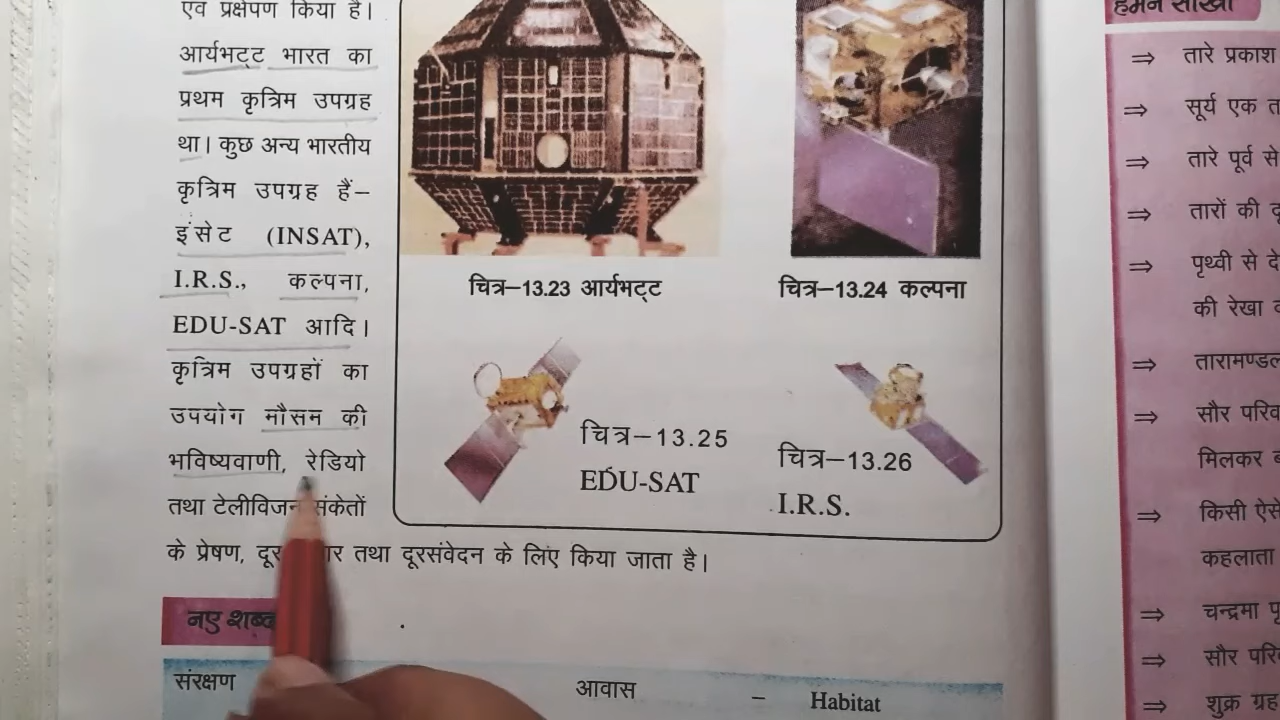 एवं प्रक्षेपण किया है।
आर्यभट्ट भारत का
प्रथम कृत्रिम उपग्रह
था। कुछ अन्य भारतीय
कृत्रिम उपग्रह हैं–
इंसेट (INSAT),
I.R.S., कल्पना,
EDU-SAT आदि।
कृत्रिम उपग्रहों का
उपयोग मौसम की
भविष्यवाणी, रेडियो
तथा टेलीविजन संकेतों
के प्रेषण, तथा दूरसंवेदन के लिए किया जाता है।
चित्र–13.23 आर्यभट्ट
चित्र–13.24 कल्पना
चित्र–13.25
EDU-SAT
चित्र–13.26
I.R.S.
नए शब्द
संरक्षण
आवास – Habitat
हमने सीखा
⇒ तारे प्रकाश
⇒ सूर्य एक
⇒ तारे पूर्व से
⇒ तारों की
⇒ पृथ्वी से
की रेखा
⇒ तारामण्डल
⇒ सौर
मिलकर
⇒ किसी ऐसे
कहलाता
⇒ चन्द्रमा
⇒ सौर
⇒ शुक्र ग्रह